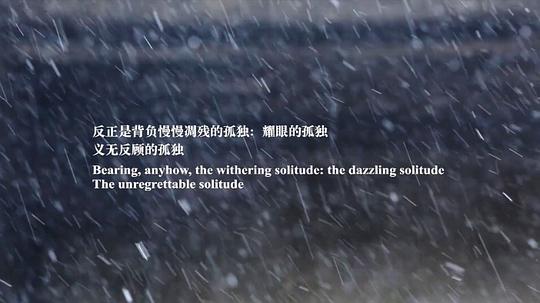 反正是背负慢慢凋残的孤独：耀眼的孤独
义无反顾的孤独
Bearing, anyhow, the withering solitude: the dazzling solitude
The unregrettable solitude